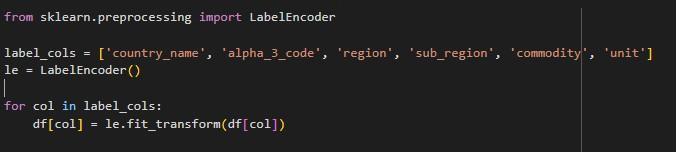 from sklearn.preprocessing import LabelEncoder
label_cols = ['country_name', 'alpha_3_code', 'region', 'sub_region', 'commodity', 'unit']
le = LabelEncoder()
for col in label_cols:
    df[col] = le.fit_transform(df[col])